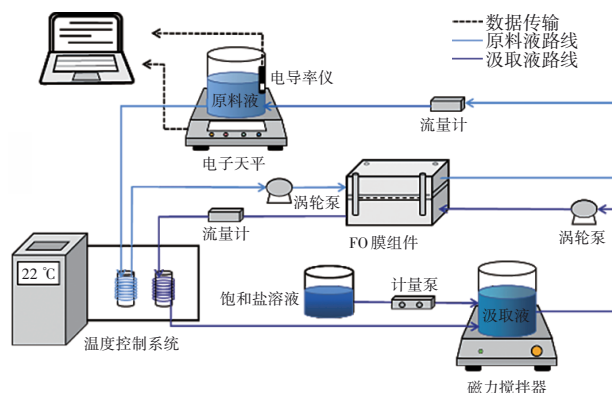 数据传输
原料液路线
汲取液路线
电导率仪
原料液
流量计
电子天平
涡轮泵
流量计
FO膜组件
涡轮泵
22 ℃
饱和盐溶液
计量泵
汲取液
温度控制系统
磁力搅拌器